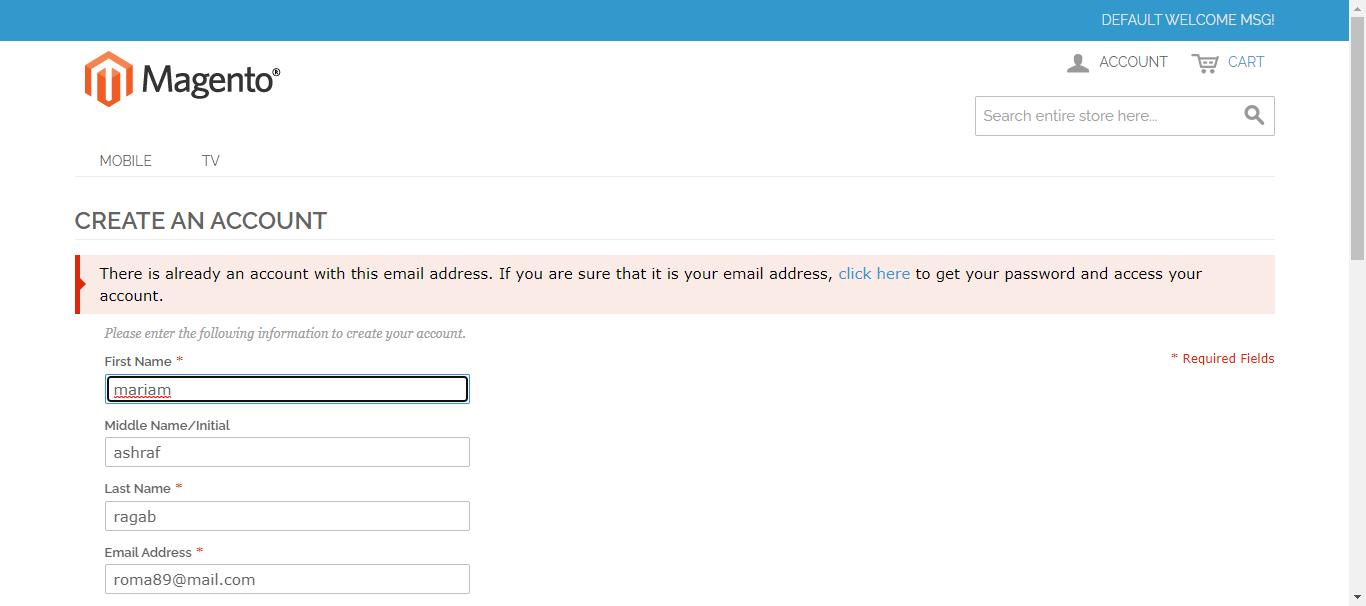 DEFAULT WELCOME MSG!
Magento®
ACCOUNT
CART
Search entire store here...
MOBILE
TV
CREATE AN ACCOUNT
There is already an account with this email address. If you are sure that it is your email address, click here to get your password and access your
account.
Please enter the following information to create your account.
* Required Fields
First Name *
mariam
Middle Name/Initial
ashraf
Last Name *
ragab
Email Address *
roma89@mail.com